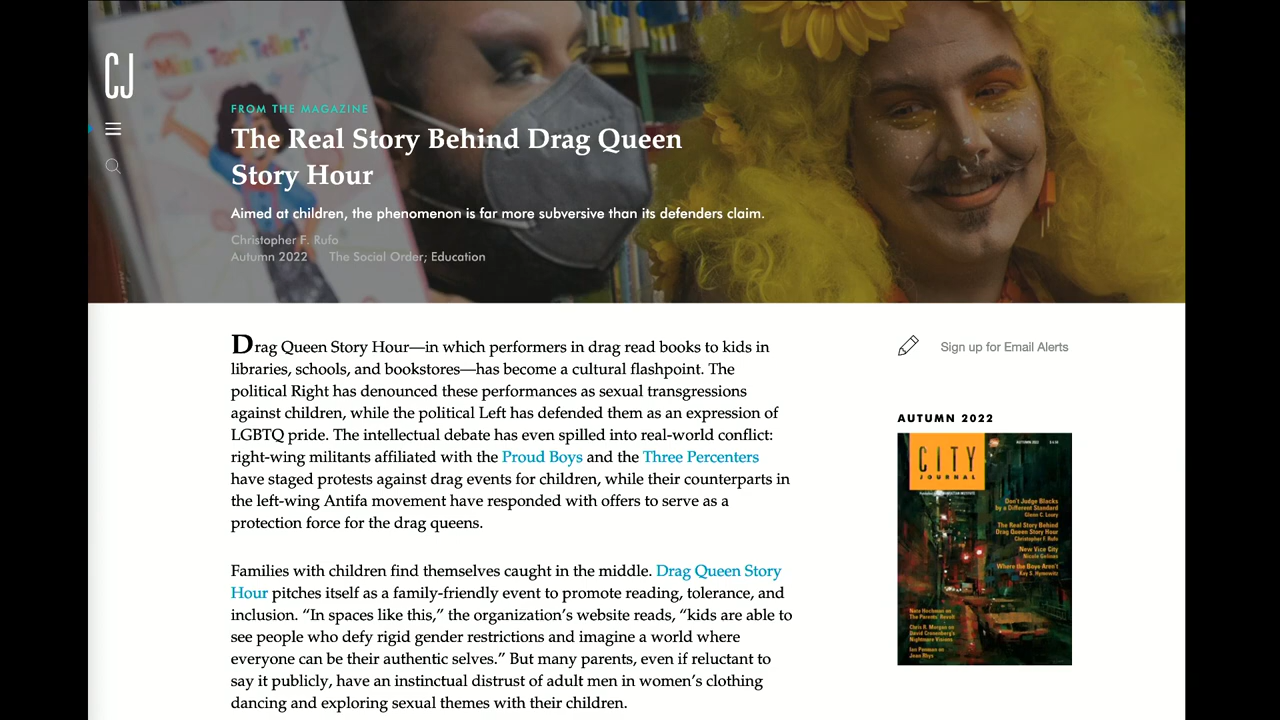 Miss Tori Teller!
CJ
FROM THE MAGAZINE
The Real Story Behind Drag Queen
Story Hour
Aimed at children, the phenomenon is far more subversive than its defenders claim.
Christopher F. Rufo
Autumn 2022 The Social Order; Education
Drag Queen Story Hour—in which performers in drag read books to kids in
libraries, schools, and bookstores—has become a cultural flashpoint. The
political Right has denounced these performances as sexual transgressions
against children, while the political Left has defended them as an expression of
LGBTQ pride. The intellectual debate has even spilled into real-world conflict:
right-wing militants affiliated with the Proud Boys and the Three Percenters
have staged protests against drag events for children, while their counterparts in
the left-wing Antifa movement have responded with offers to serve as a
protection force for the drag queens.
Families with children find themselves caught in the middle. Drag Queen Story
Hour pitches itself as a family-friendly event to promote reading, tolerance, and
inclusion. “In spaces like this,” the organization’s website reads, “kids are able to
see people who defy rigid gender restrictions and imagine a world where
everyone can be their authentic selves.” But many parents, even if reluctant to
say it publicly, have an instinctual distrust of adult men in women’s clothing
dancing and exploring sexual themes with their children.
Sign up for Email Alerts
AUTUMN 2022
AUTUMN 2022
CITY
JOURNAL
Don't Judge Blacks
by a Different Standard
Glenn C. Loury
The Real Story Behind
Drag Queen Story Hour
Christopher F. Rufo
New Vice City
Nicole Gelinas
Where the Boys Aren't
Kay S. Hymowitz
Nate Hochman on
The Parents' Revolt
Chris R. Morgan on
David Cronenberg's
Nightmare Visions
Ian Penman on
Jean Rhys